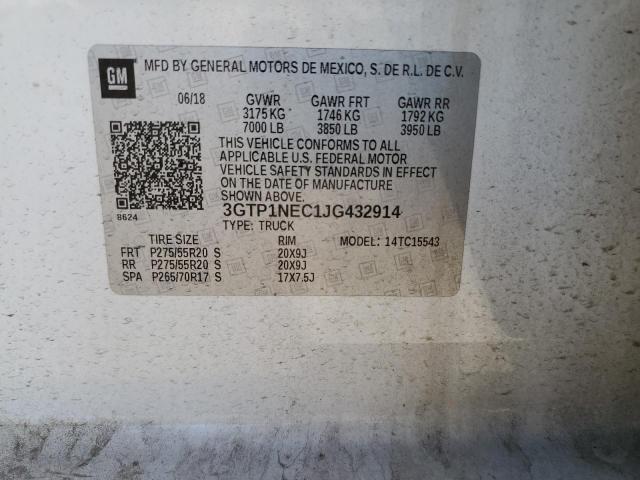 GM
MFD BY GENERAL MOTORS DE MEXICO, S. DE R.L. DE C.V.
06/18 GVWR GAWR FRT GAWR RR
3175 KG 1746 KG 1792 KG
7000 LB 3850 LB 3950 LB
THIS VEHICLE CONFORMS TO ALL
APPLICABLE U.S. FEDERAL MOTOR
VEHICLE SAFETY STANDARDS IN EFFECT
ON THE DATE OF MANUFACTURE
SHOWN ABOVE.
8624
3GTP1NEC1JG432914
TYPE: TRUCK
TIRE SIZE RIM MODEL: 14TC15543
FRT P275/55R20 S 20X9J
RR P275/55R20 S 20X9J
SPA P265/70R17 S 17X7.5J